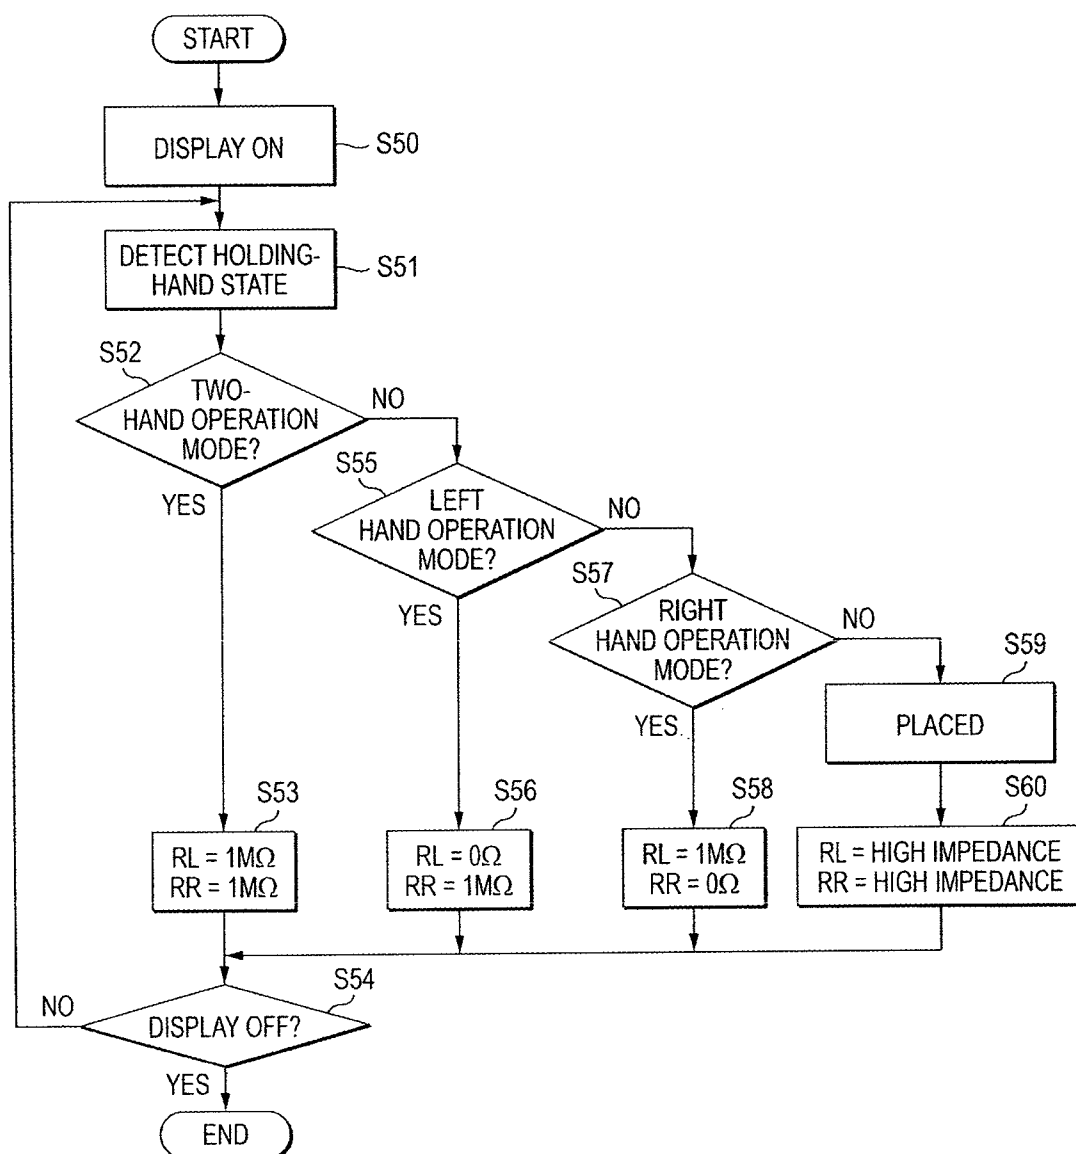 START
DISPLAY ON
S50
DETECT HOLDING-
HAND STATE
S51
S52
TWO-
HAND OPERATION
MODE?
NO
YES
S55
LEFT
HAND OPERATION
MODE?
NO
YES
S57
RIGHT
HAND OPERATION
MODE?
NO
YES
S59
PLACED
S53
RL = 1MΩ
RR = 1MΩ
S56
RL = 0Ω
RR = 1MΩ
S58
RL = 1MΩ
RR = 0Ω
S60
RL = HIGH IMPEDANCE
RR = HIGH IMPEDANCE
S54
DISPLAY OFF?
NO
YES
END